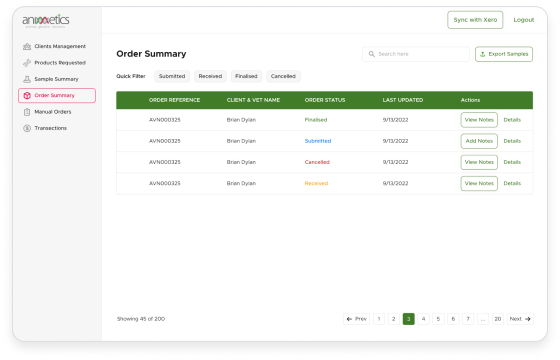 animetics
Sync with Xero
Logout
Clients Management
Products Requested
Sample Summary
Order Summary
Manual Orders
Transactions
Order Summary
Search here
Export Samples
Quick Filter Submitted Received Finalised Cancelled
ORDER REFERENCE CLIENT & VET NAME ORDER STATUS LAST UPDATED Actions
AVN000325 Brian Dylan Finalised 9/13/2022 View Notes Details
AVN000325 Brian Dylan Submitted 9/13/2022 Add Notes Details
AVN000325 Brian Dylan Cancelled 9/13/2022 View Notes Details
AVN000325 Brian Dylan Received 9/13/2022 View Notes Details
Showing 45 of 200
← Prev 1 2 3 4 5 6 7 ... 20 Next →